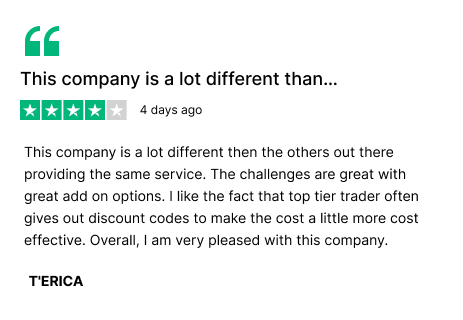 This company is a lot different than...
4 days ago
This company is a lot different then the others out there
providing the same service. The challenges are great with
great add on options. I like the fact that top tier trader often
gives out discount codes to make the cost a little more cost
effective. Overall, I am very pleased with this company.
T'ERICA